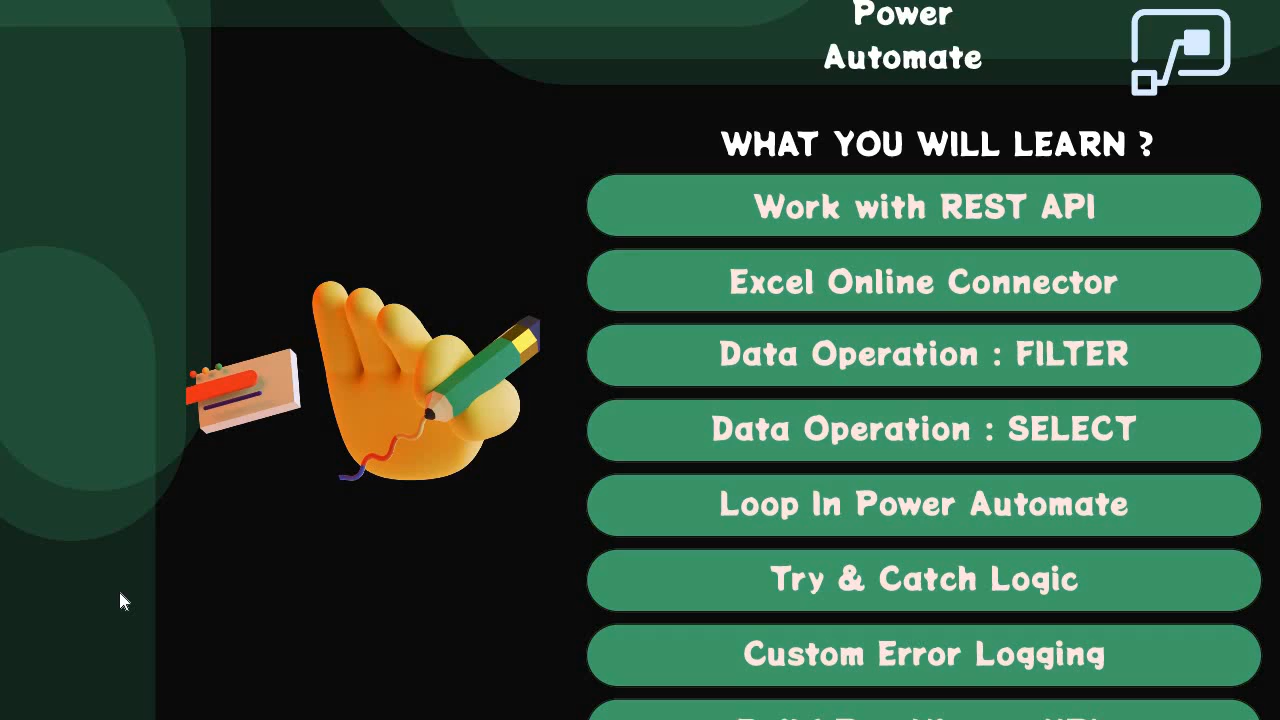 Power
Automate
WHAT YOU WILL LEARN ?
Work with REST API
Excel Online Connector
Data Operation : FILTER
Data Operation : SELECT
Loop In Power Automate
Try & Catch Logic
Custom Error Logging